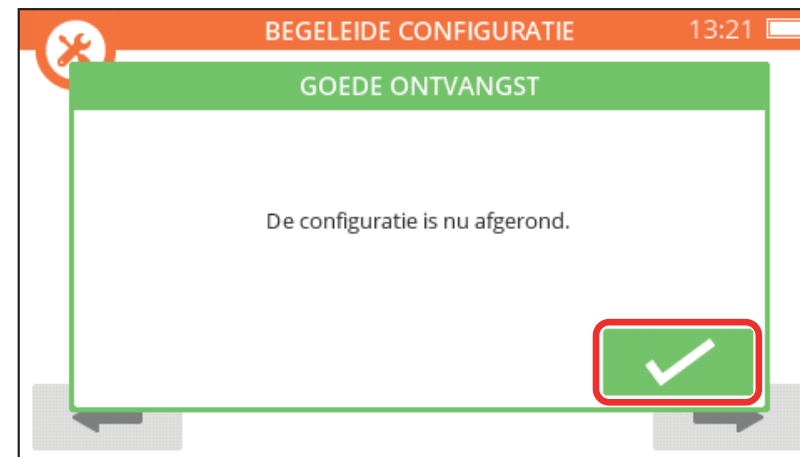 BEGELEIDE CONFIGURATIE 13:21
GOEDE ONTVANGST
De configuratie is nu afgerond.